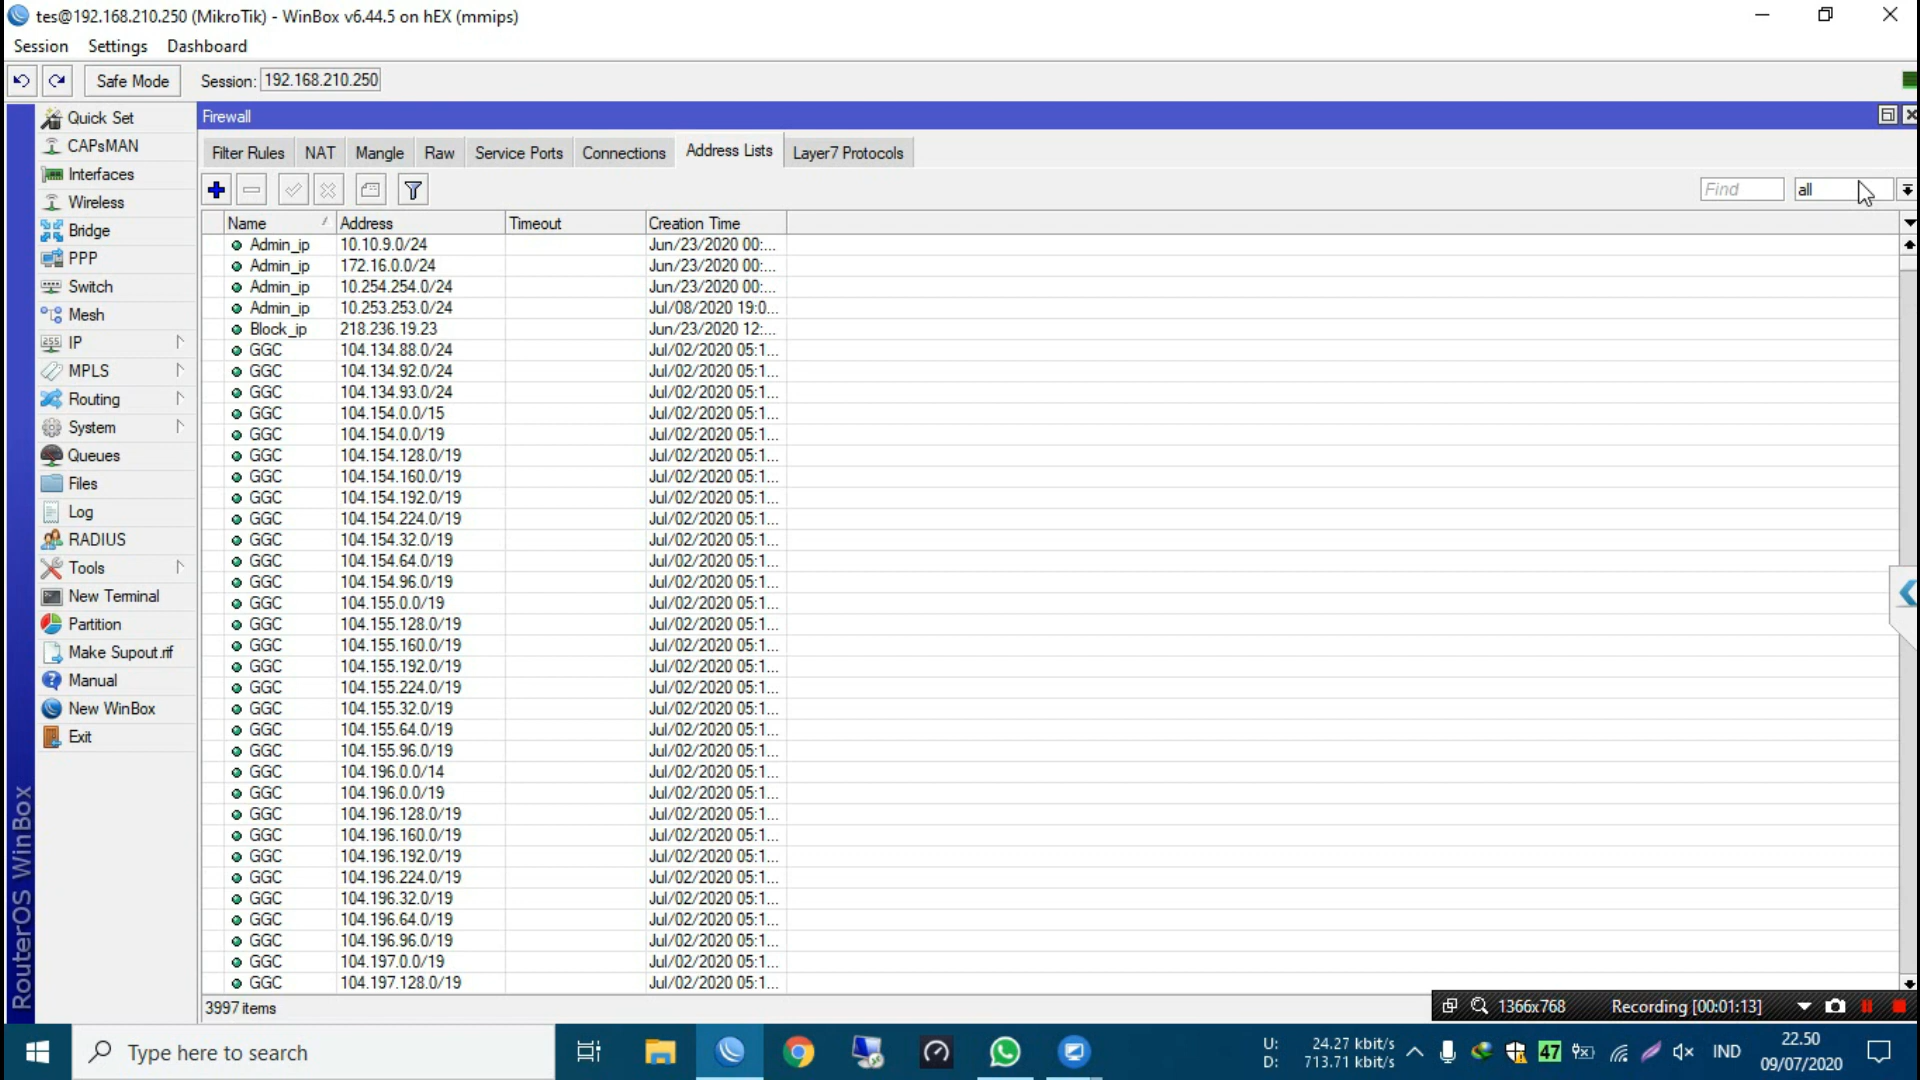 tes@192.168.210.250 (MikroTik) - WinBox v6.44.5 on hEX (mmips)
Session Settings Dashboard
Safe Mode Session: 192.168.210.250
Quick Set
CAPsMAN
Interfaces
Wireless
Bridge
PPP
Switch
Mesh
255 IP
MPLS
Routing
System
Queues
Files
Log
RADIUS
Tools
New Terminal
Partition
Make Supout.rif
Manual
New WinBox
Exit
RouterOS WinBox
Firewall
Filter Rules NAT Mangle Raw Service Ports Connections Address Lists Layer7 Protocols
Find all
Name Address Timeout Creation Time
Admin_ip 10.10.9.0/24 Jun/23/2020 00:...
Admin_ip 172.16.0.0/24 Jun/23/2020 00:...
Admin_ip 10.254.254.0/24 Jun/23/2020 00:...
Admin_ip 10.253.253.0/24 Jul/08/2020 19:0...
Block_ip 218.236.19.23 Jun/23/2020 12:...
GGC 104.134.88.0/24 Jul/02/2020 05:1...
GGC 104.134.92.0/24 Jul/02/2020 05:1...
GGC 104.134.93.0/24 Jul/02/2020 05:1...
GGC 104.154.0.0/15 Jul/02/2020 05:1...
GGC 104.154.0.0/19 Jul/02/2020 05:1...
GGC 104.154.128.0/19 Jul/02/2020 05:1...
GGC 104.154.160.0/19 Jul/02/2020 05:1...
GGC 104.154.192.0/19 Jul/02/2020 05:1...
GGC 104.154.224.0/19 Jul/02/2020 05:1...
GGC 104.154.32.0/19 Jul/02/2020 05:1...
GGC 104.154.64.0/19 Jul/02/2020 05:1...
GGC 104.154.96.0/19 Jul/02/2020 05:1...
GGC 104.155.0.0/19 Jul/02/2020 05:1...
GGC 104.155.128.0/19 Jul/02/2020 05:1...
GGC 104.155.160.0/19 Jul/02/2020 05:1...
GGC 104.155.192.0/19 Jul/02/2020 05:1...
GGC 104.155.224.0/19 Jul/02/2020 05:1...
GGC 104.155.32.0/19 Jul/02/2020 05:1...
GGC 104.155.64.0/19 Jul/02/2020 05:1...
GGC 104.155.96.0/19 Jul/02/2020 05:1...
GGC 104.196.0.0/14 Jul/02/2020 05:1...
GGC 104.196.0.0/19 Jul/02/2020 05:1...
GGC 104.196.128.0/19 Jul/02/2020 05:1...
GGC 104.196.160.0/19 Jul/02/2020 05:1...
GGC 104.196.192.0/19 Jul/02/2020 05:1...
GGC 104.196.224.0/19 Jul/02/2020 05:1...
GGC 104.196.32.0/19 Jul/02/2020 05:1...
GGC 104.196.64.0/19 Jul/02/2020 05:1...
GGC 104.196.96.0/19 Jul/02/2020 05:1...
GGC 104.197.0.0/19 Jul/02/2020 05:1...
GGC 104.197.128.0/19 Jul/02/2020 05:1...
3997 items
1366x768 Recording [00:01:13]
Type here to search
U: 24.27 kbit/s
D: 713.71 kbit/s
47
IND
22.50
09/07/2020